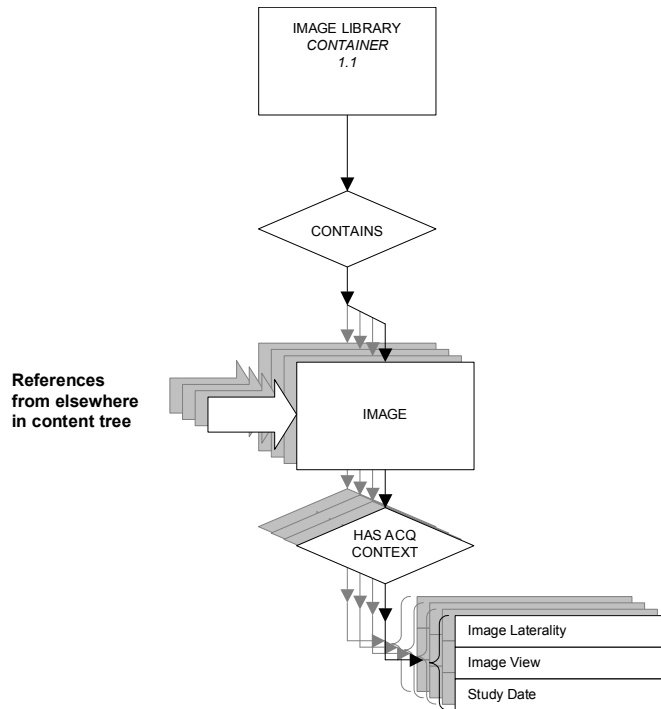 IMAGE LIBRARY
CONTAINER
1.1
CONTAINS
References
from elsewhere
in content tree
IMAGE
HAS ACQ
CONTEXT
Image Laterality
Image View
Study Date